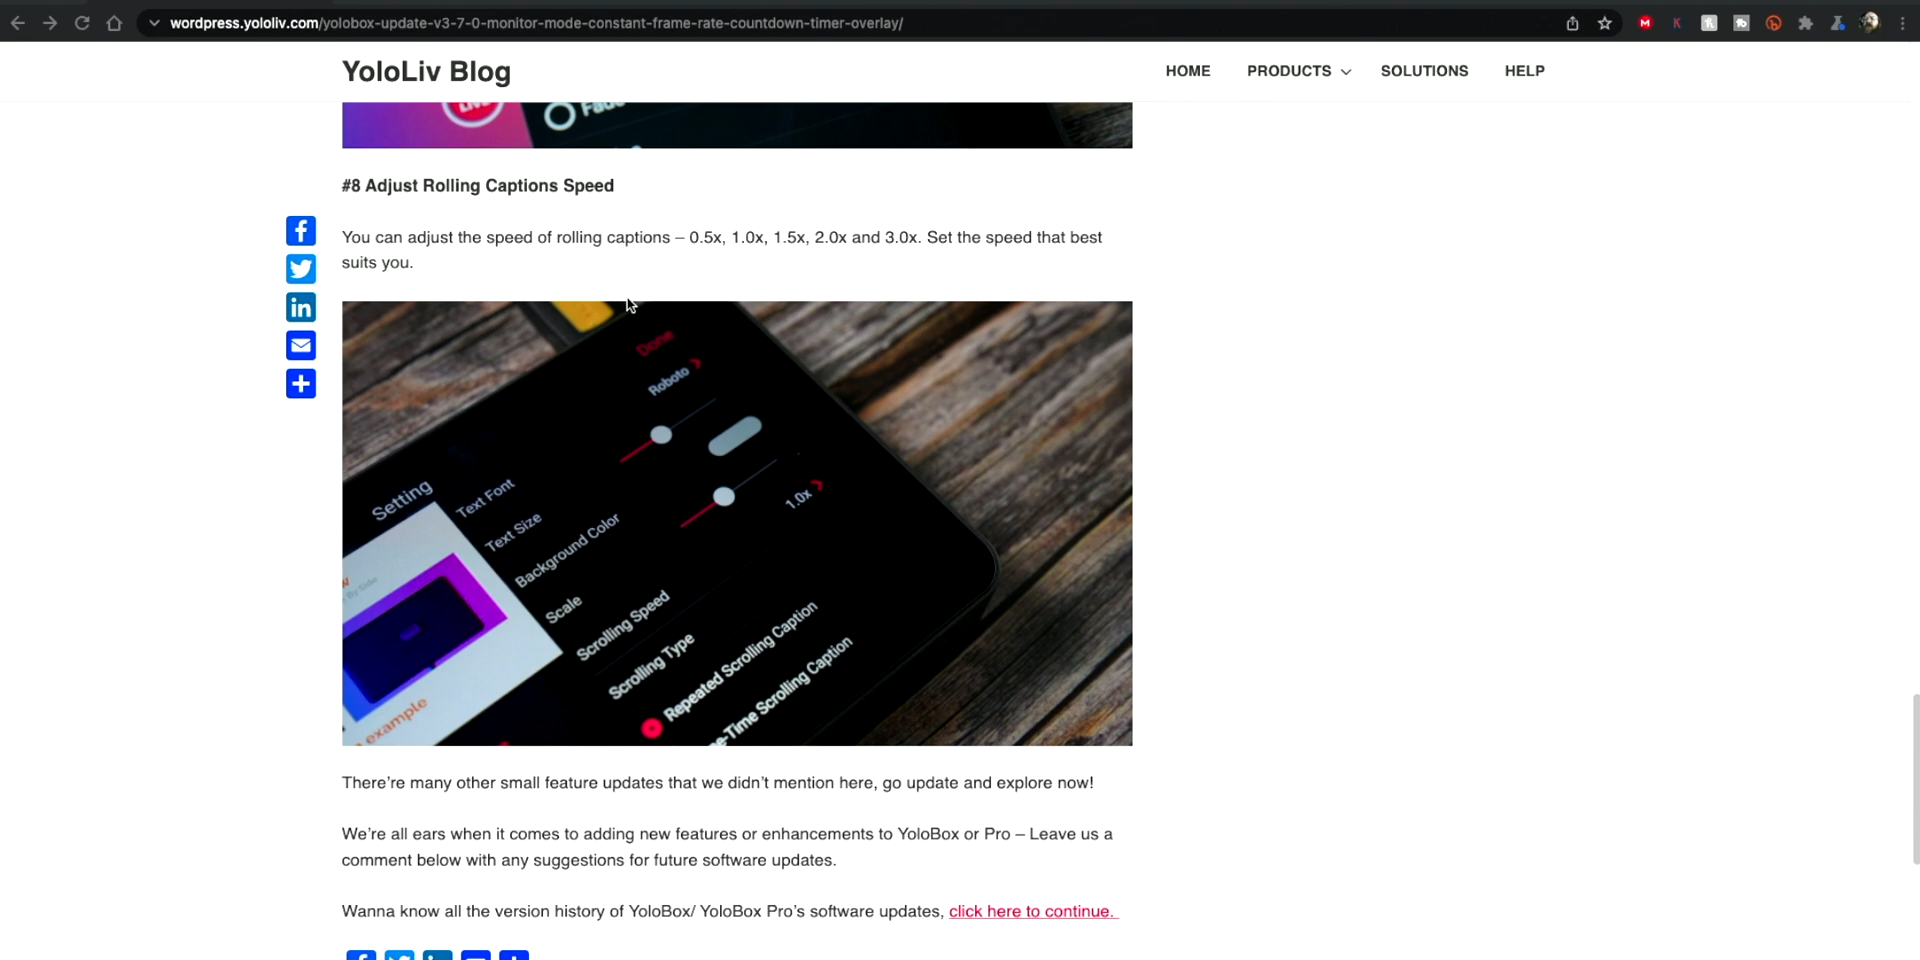 wordpress.yololiv.com/yolobox-update-v3-7-0-monitor-mode-constant-frame-rate-countdown-timer-overlay/
YoloLiv Blog
HOME PRODUCTS SOLUTIONS HELP
LIVE
#8 Adjust Rolling Captions Speed
You can adjust the speed of rolling captions – 0.5x, 1.0x, 1.5x, 2.0x and 3.0x. Set the speed that best
suits you.
Done
Roboto
Setting
Text Font
Text Size
Background Color
Scale
1.0x
Scrolling Speed
Scrolling Type
Repeated Scrolling Caption
e-Time Scrolling Caption
By Side
example
There’re many other small feature updates that we didn’t mention here, go update and explore now!
We’re all ears when it comes to adding new features or enhancements to YoloBox or Pro – Leave us a
comment below with any suggestions for future software updates.
Wanna know all the version history of YoloBox/ YoloBox Pro’s software updates, click here to continue.